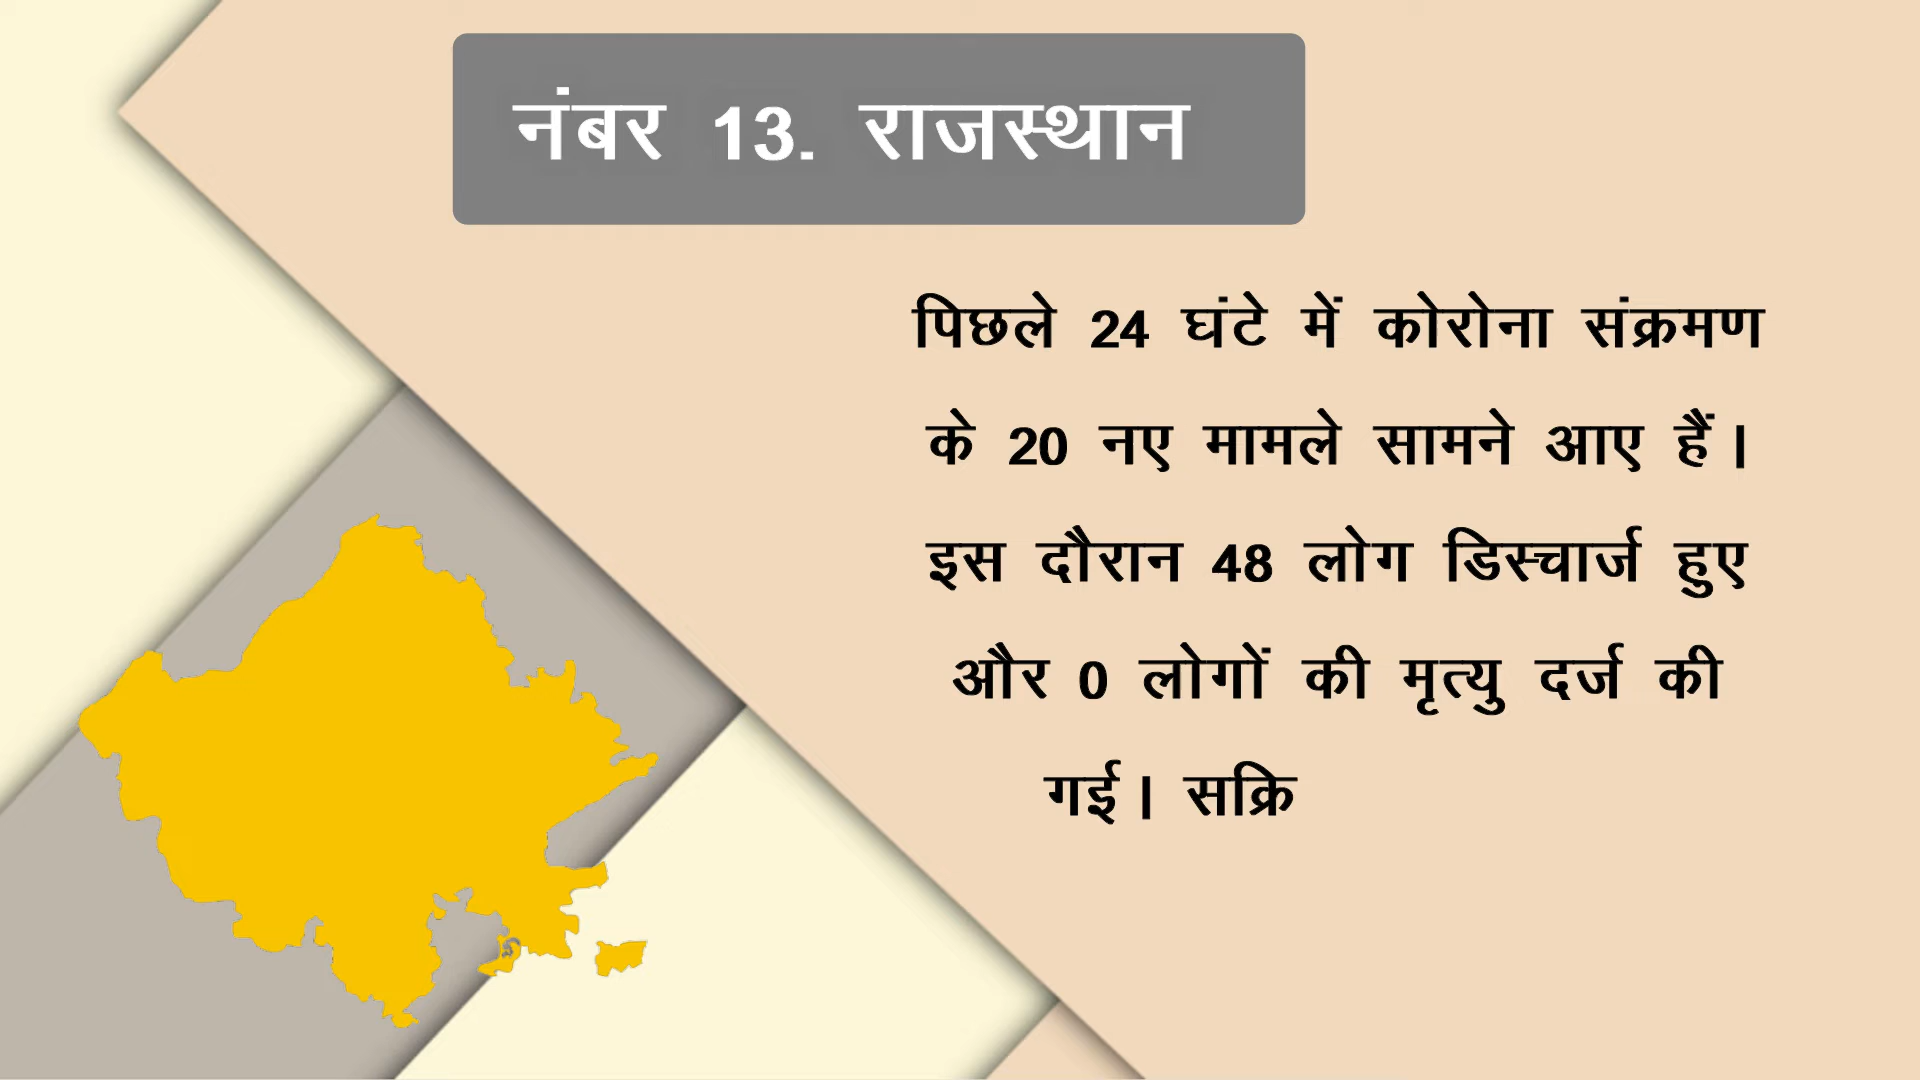 नंबर 13. राजस्थान
पिछले 24 घंटे में कोरोना संक्रमण
के 20 नए मामले सामने आए हैं।
इस दौरान 48 लोग डिस्चार्ज हुए
और 0 लोगों की मृत्यु दर्ज की
गई। सक्रि